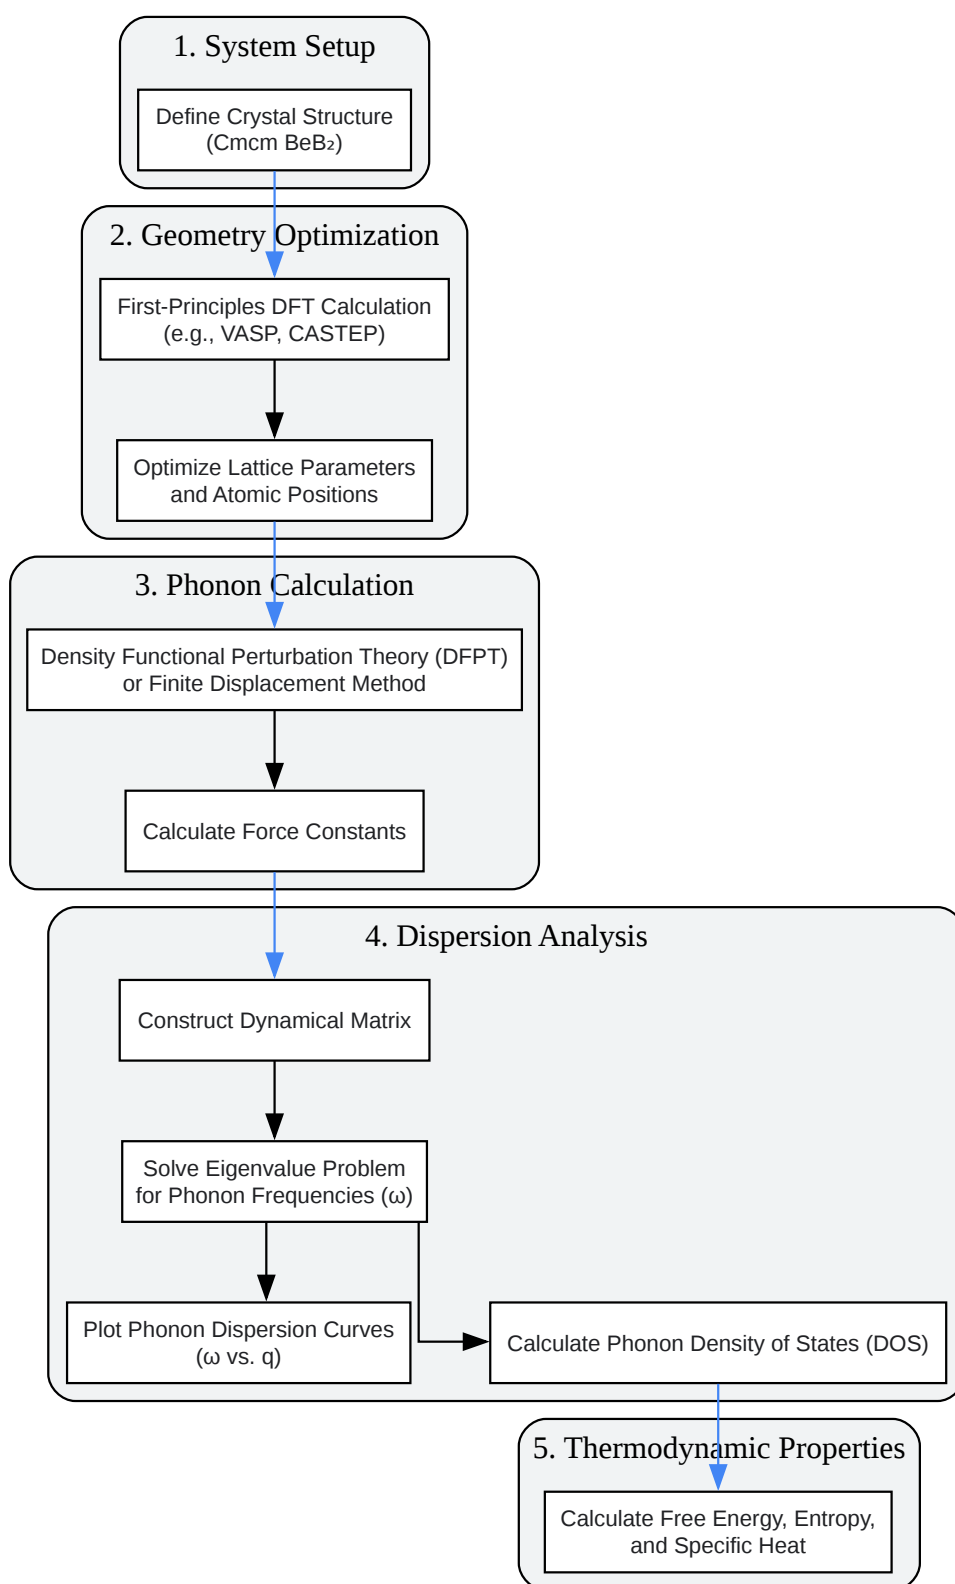 1. System Setup
Define Crystal Structure
(Cmcm BeB₂)
2. Geometry Optimization
First-Principles DFT Calculation
(e.g., VASP, CASTEP)
Optimize Lattice Parameters
and Atomic Positions
3. Phonon Calculation
Density Functional Perturbation Theory (DFPT)
or Finite Displacement Method
Calculate Force Constants
4. Dispersion Analysis
Construct Dynamical Matrix
Solve Eigenvalue Problem
for Phonon Frequencies (ω)
Plot Phonon Dispersion Curves
(ω vs. q)
Calculate Phonon Density of States (DOS)
5. Thermodynamic Properties
Calculate Free Energy, Entropy,
and Specific Heat